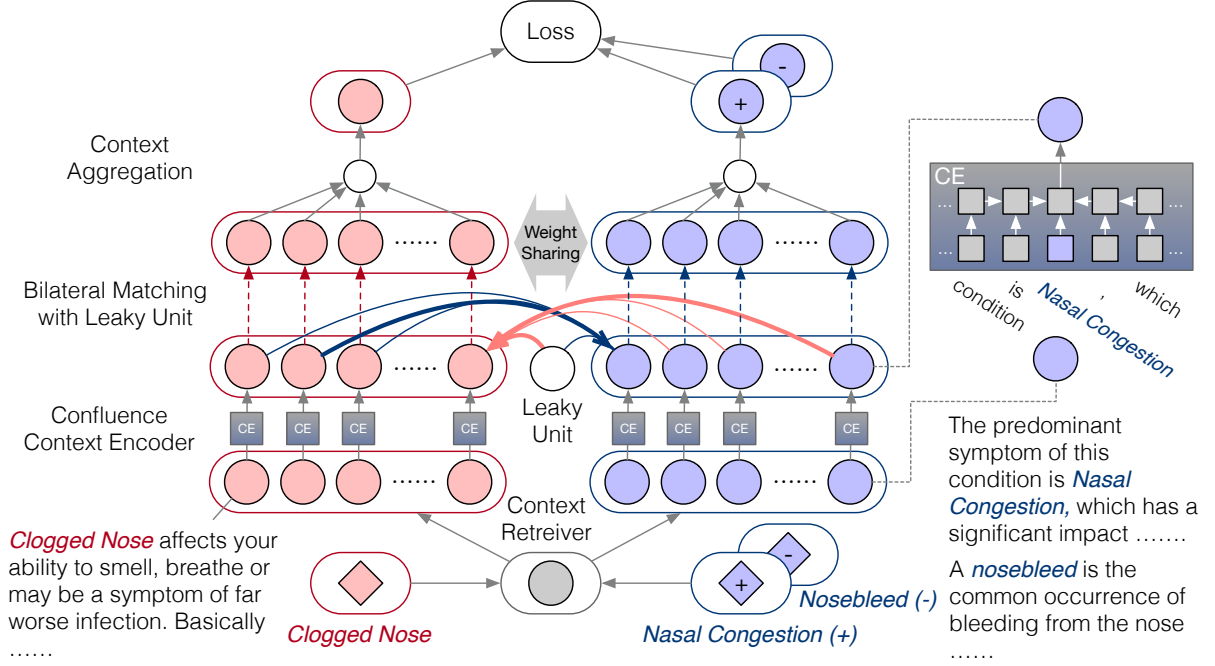 Loss
-
+
Context
Aggregation
CE
... ...
... ...
condition
is
Nasal Congestion
,
which
Weight
Sharing
......
......
Bilateral Matching
with Leaky Unit
......
......
Leaky
Unit
Confluence
Context Encoder
CE CE CE CE
CE CE CE CE
......
......
Context
Retreiver
Clogged Nose affects your
ability to smell, breathe or
may be a symptom of far
worse infection. Basically
......
Clogged Nose
-
+
Nosebleed (-)
Nasal Congestion (+)
The predominant
symptom of this
condition is Nasal
Congestion, which has a
significant impact .......
A nosebleed is the
common occurrence of
bleeding from the nose
......